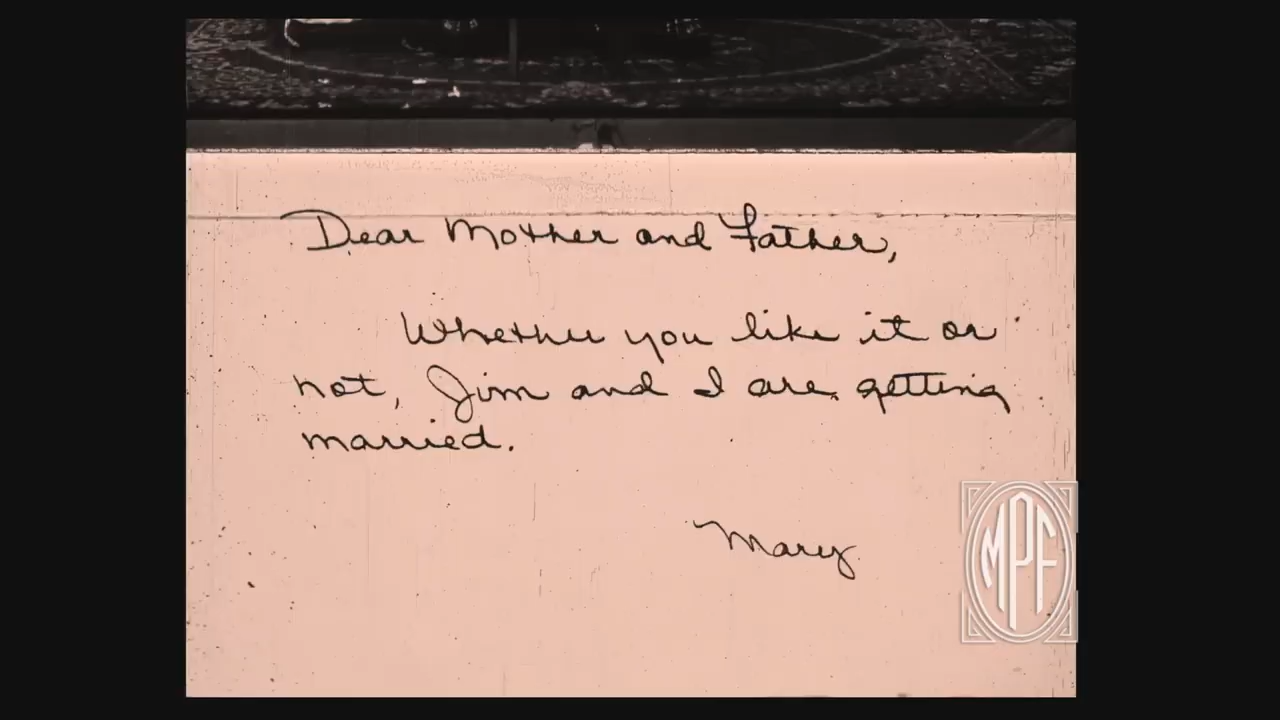 Dear Mother and Father,
Whether you like it or
not, Jim and I are getting
married.
Mary
MPF